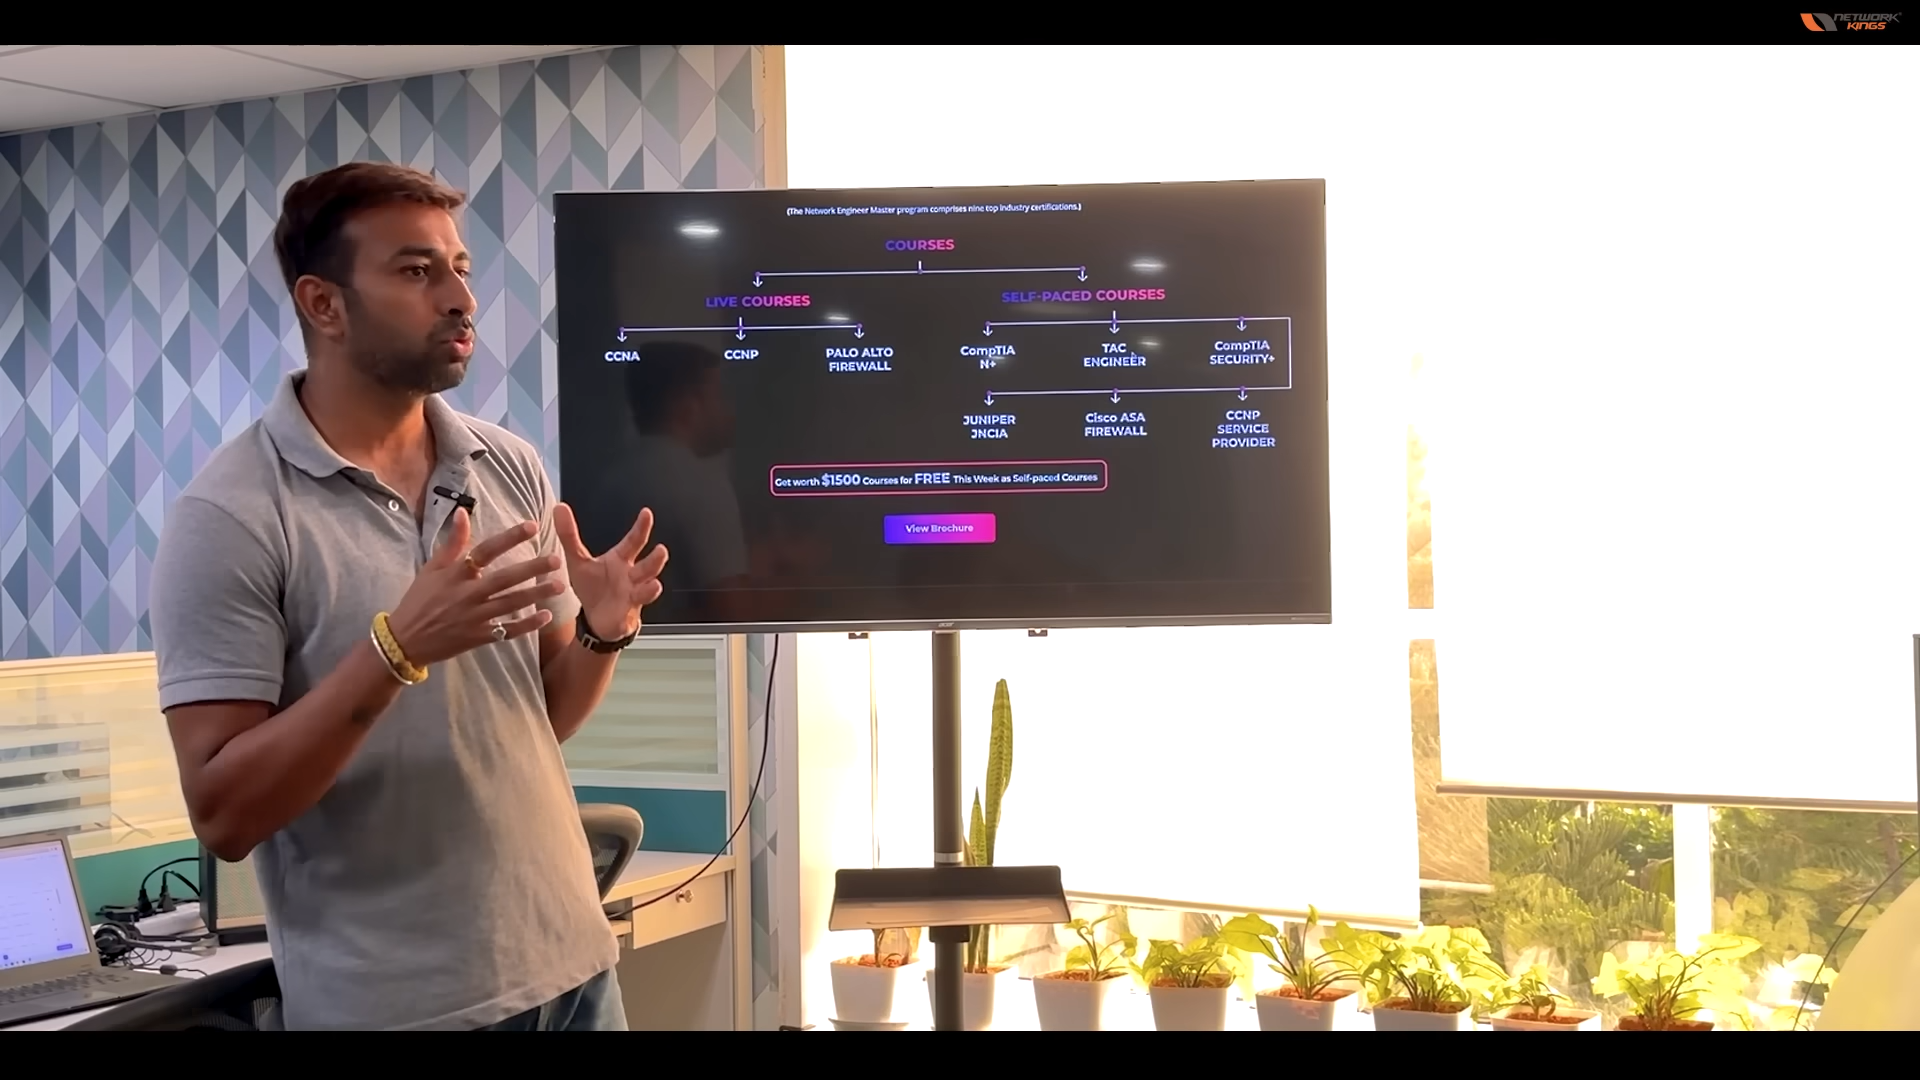 NETWORK
KINGS
(The Network Engineer Master program comprises nine top industry certifications.)
COURSES
LIVE COURSES
SELF-PACED COURSES
CCNA
CCNP
PALO ALTO
FIREWALL
CompTIA
N+
TAC
ENGINEER
CompTIA
SECURITY+
JUNIPER
JNCIA
Cisco ASA
FIREWALL
CCNP
SERVICE
PROVIDER
Get worth $1500 Courses for FREE This Week as Self-paced Courses
View Brochure
acer